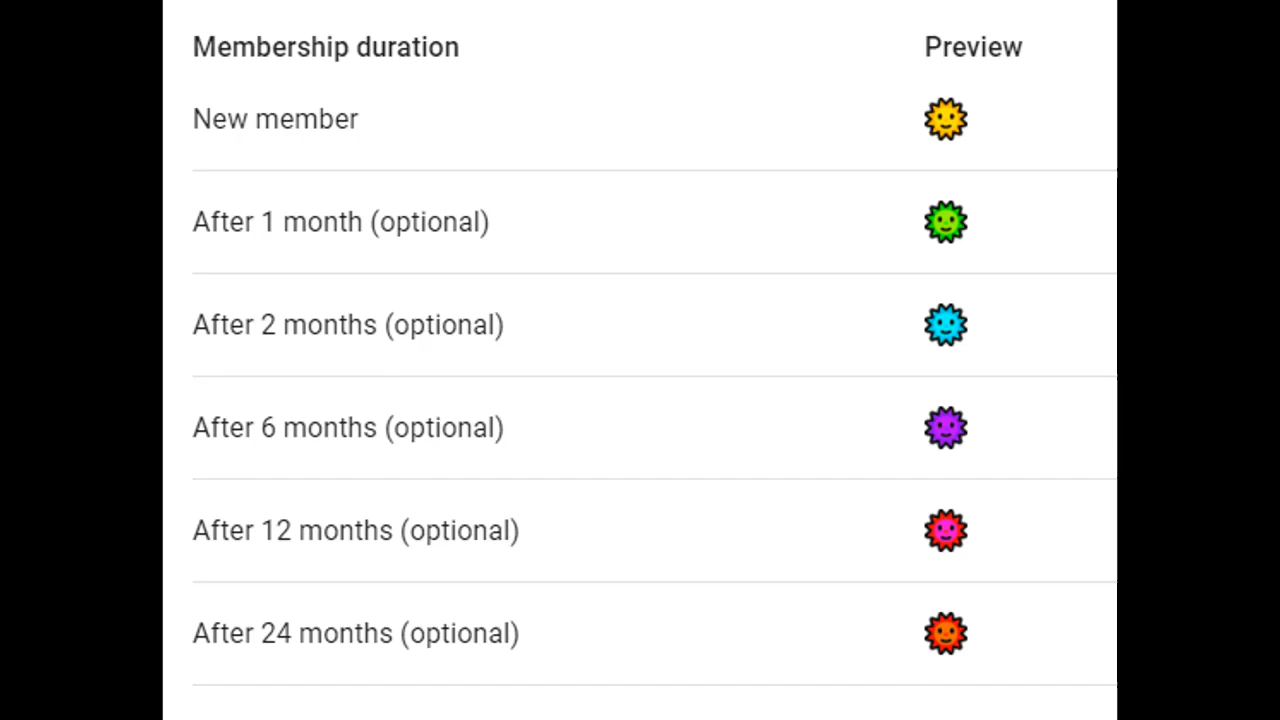 Membership duration Preview
New member
After 1 month (optional)
After 2 months (optional)
After 6 months (optional)
After 12 months (optional)
After 24 months (optional)